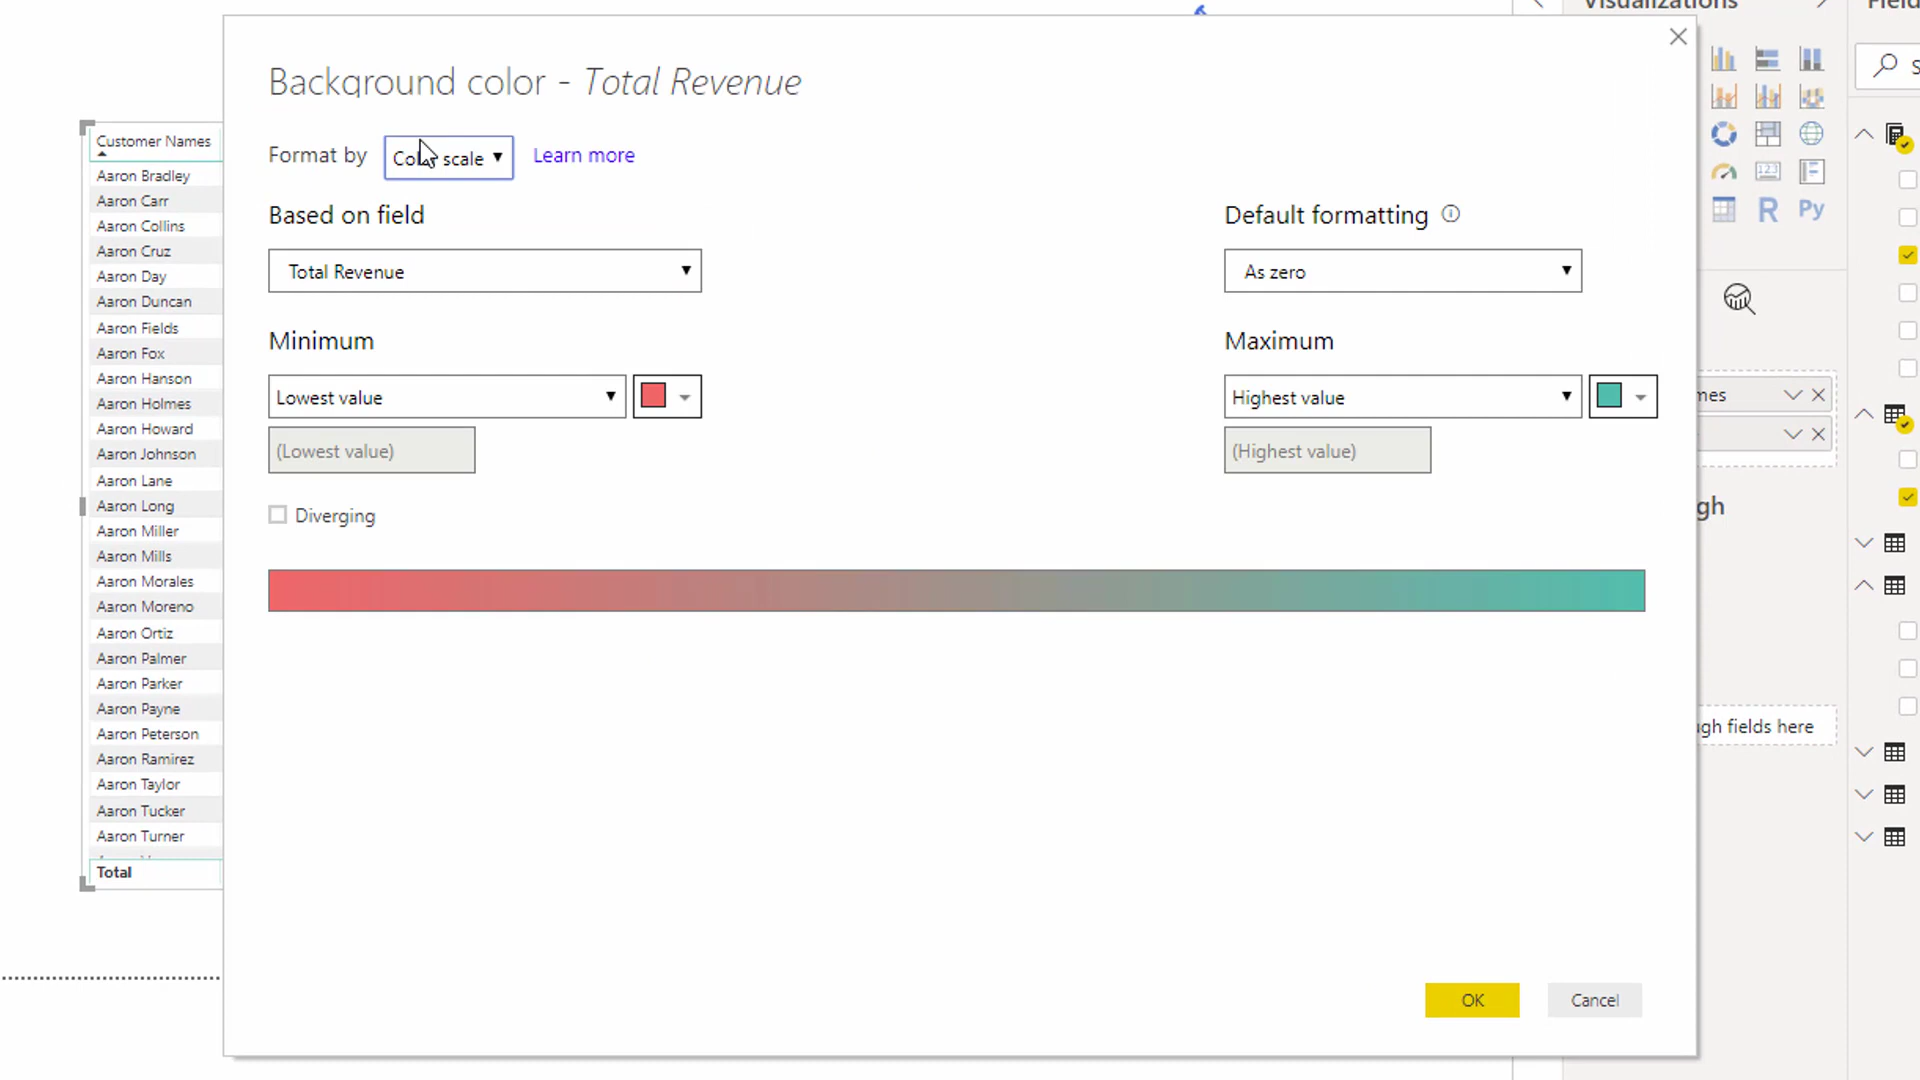 Visualizations
Background color - Total Revenue
Format by
scale
Learn more
Based on field
Default formatting
Total Revenue
As zero
Minimum
Maximum
Lowest value
Highest value
(Lowest value)
(Highest value)
Diverging
OK
Cancel
Customer Names
Aaron Bradley
Aaron Carr
Aaron Collins
Aaron Cruz
Aaron Day
Aaron Duncan
Aaron Fields
Aaron Fox
Aaron Hanson
Aaron Holmes
Aaron Howard
Aaron Johnson
Aaron Lane
Aaron Long
Aaron Miller
Aaron Mills
Aaron Morales
Aaron Moreno
Aaron Ortiz
Aaron Palmer
Aaron Parker
Aaron Payne
Aaron Peterson
Aaron Ramirez
Aaron Taylor
Aaron Tucker
Aaron Turner
Total
123
R
Py
mes
gh
ugh fields here